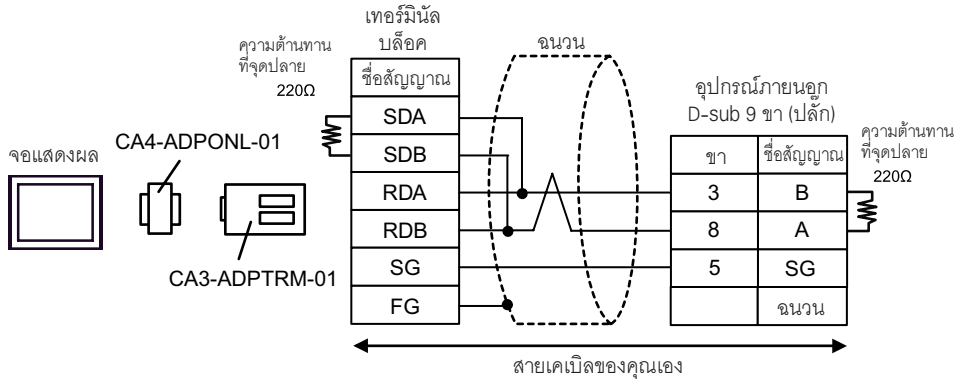 เทอร์มินัล
บล็อค
ฉนวน
ความต้านทาน
ที่จุดปลาย
220Ω
ชื่อสัญญาณ
SDA
SDB
RDA
RDB
SG
FG
จอแสดงผล
CA4-ADPONL-01
CA3-ADPTRM-01
อุปกรณ์ภายนอก
D-sub 9 ขา (ปลั๊ก)
ขา
ชื่อสัญญาณ
3
B
8
A
5
SG
ฉนวน
ความต้านทาน
ที่จุดปลาย
220Ω
สายเคเบิลของคุณเอง